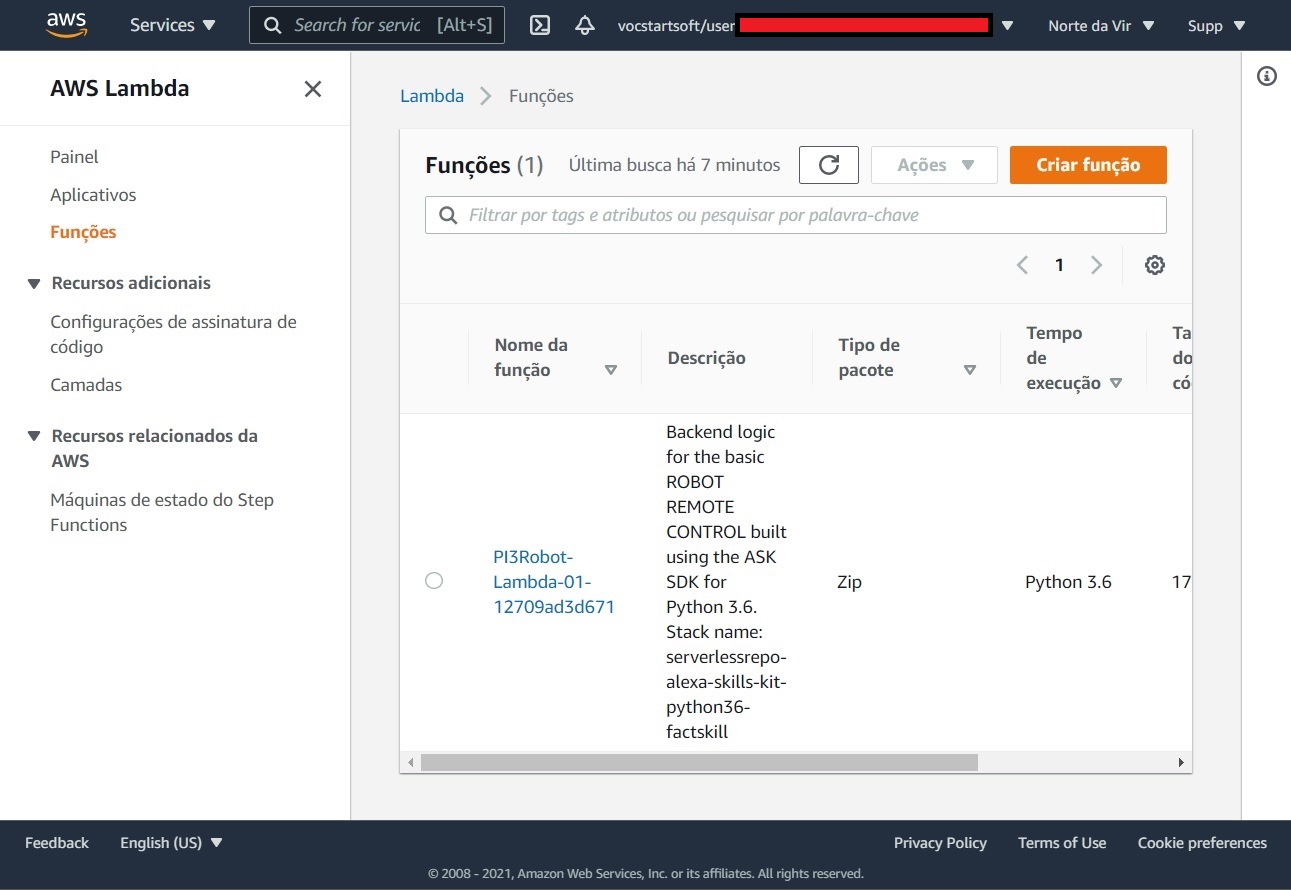 aws
Services
Search for servic [Alt+S]
vocstartsoft/user
Norte da Vir
Supp
AWS Lambda
Painel
Aplicativos
Funções
Recursos adicionais
Configurações de assinatura de
código
Camadas
Recursos relacionados da
AWS
Máquinas de estado do Step
Functions
Lambda
Funções
Funções (1)
Última busca há 7 minutos
Ações
Criar função
Filtrar por tags e atributos ou pesquisar por palavra-chave
1
Nome da
função
Descrição
Tipo de
pacote
Tempo
de
execução
Ta
do
có
PI3Robot-
Lambda-01-
12709ad3d671
Backend logic
for the basic
ROBOT
REMOTE
CONTROL built
using the ASK
SDK for
Python 3.6.
Stack name:
serverlessrepo-
alexa-skills-kit-
python36-
factskill
Zip
Python 3.6
17
Feedback
English (US)
Privacy Policy
Terms of Use
Cookie preferences
© 2008 - 2021, Amazon Web Services, Inc. or its affiliates. All rights reserved.